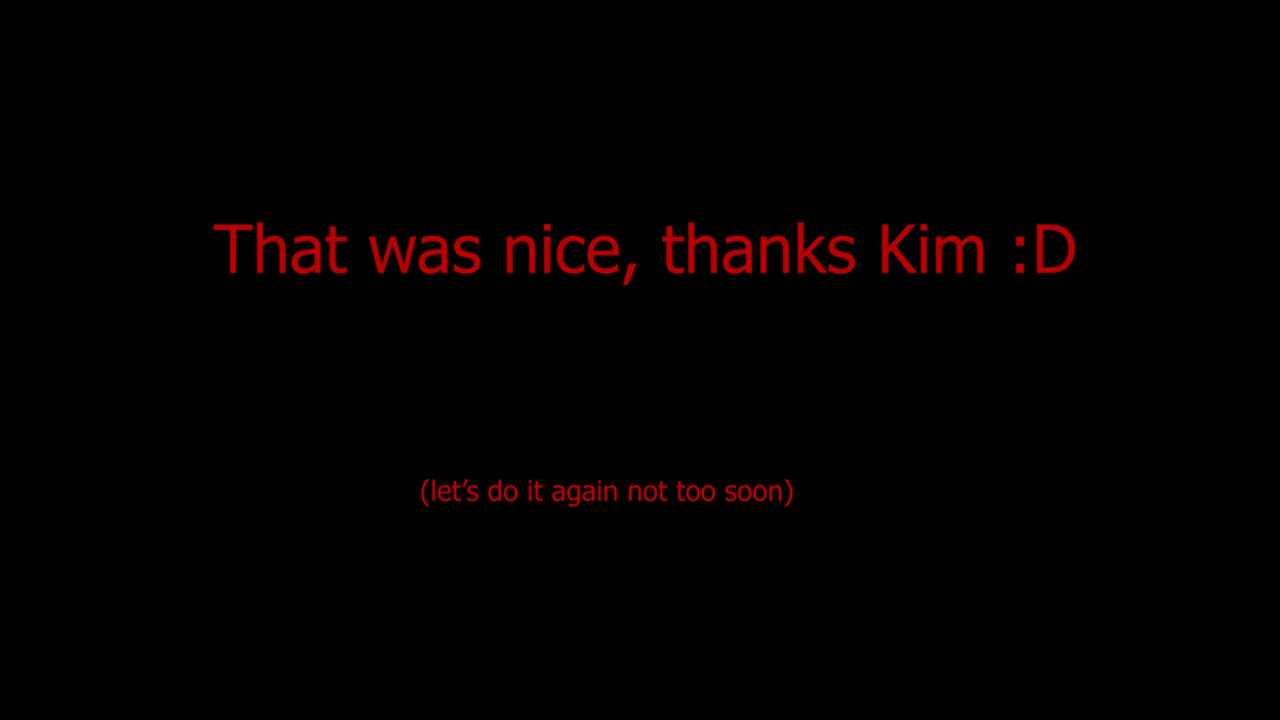 That was nice, thanks Kim :D
(let’s do it again not too soon)